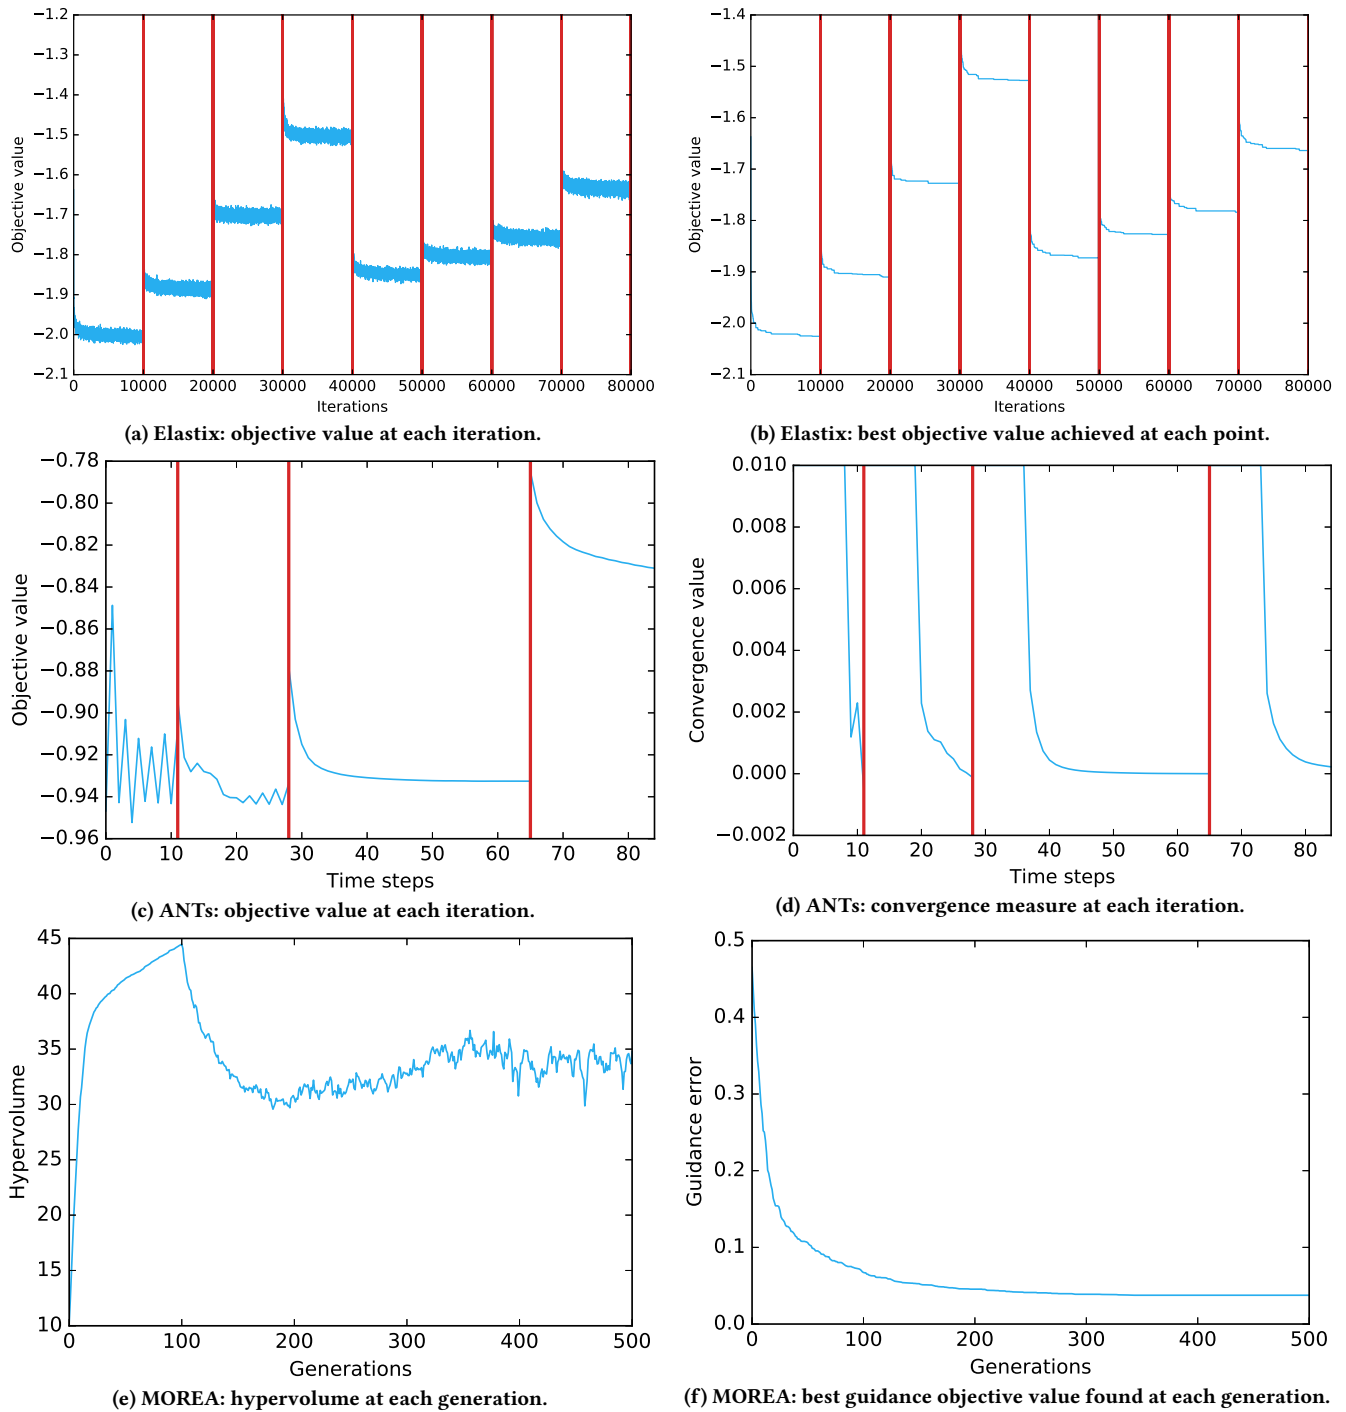 −1.2
−1.3
−1.4
−1.5
−1.6
−1.7
−1.8
−1.9
−2.0
−2.1
Objective value
0 10000 20000 30000 40000 50000 60000 70000 80000
Iterations
(a) Elastix: objective value at each iteration.
−1.4
−1.5
−1.6
−1.7
−1.8
−1.9
−2.0
−2.1
Objective value
0 10000 20000 30000 40000 50000 60000 70000 80000
Iterations
(b) Elastix: best objective value achieved at each point.
−0.78
−0.80
−0.82
−0.84
−0.86
−0.88
−0.90
−0.92
−0.94
−0.96
Objective value
0 10 20 30 40 50 60 70 80
Time steps
(c) ANTs: objective value at each iteration.
0.010
0.008
0.006
0.004
0.002
0.000
−0.002
Convergence value
0 10 20 30 40 50 60 70 80
Time steps
(d) ANTs: convergence measure at each iteration.
45
40
35
30
25
20
15
10
Hypervolume
0 100 200 300 400 500
Generations
(e) MOREA: hypervolume at each generation.
0.5
0.4
0.3
0.2
0.1
0.0
Guidance error
0 100 200 300 400 500
Generations
(f) MOREA: best guidance objective value found at each generation.